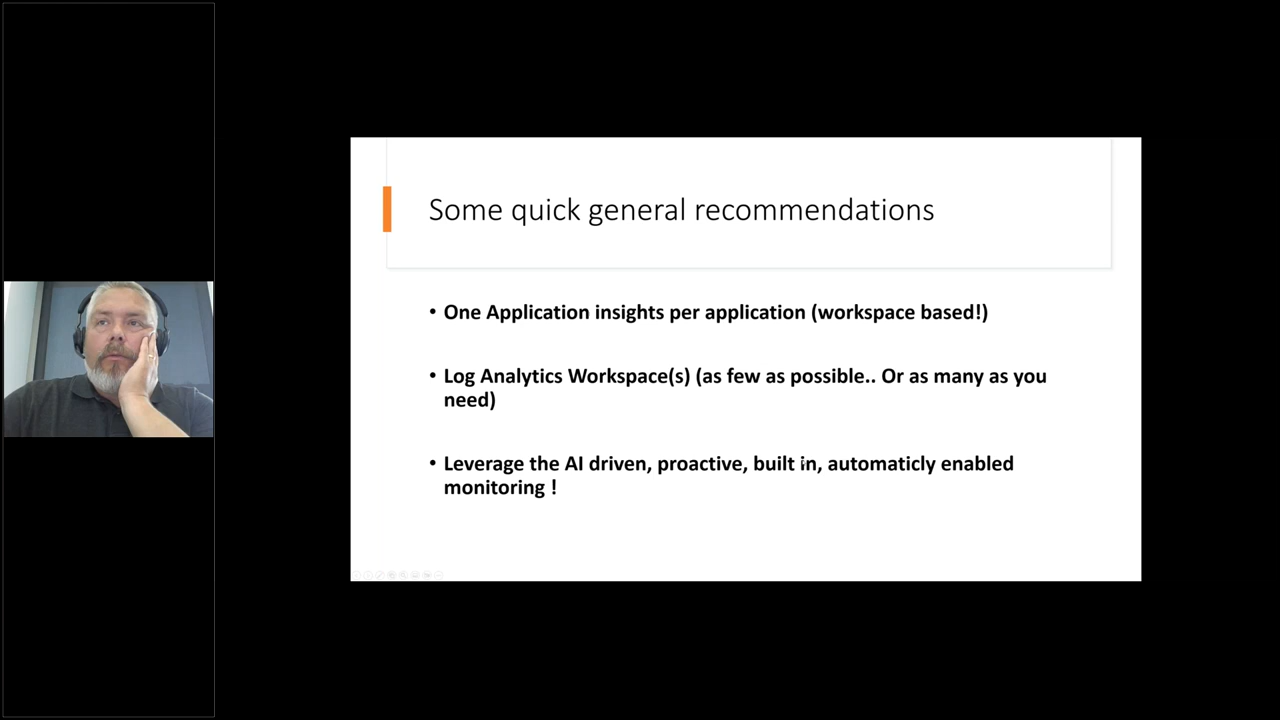 Some quick general recommendations
• One Application insights per application (workspace based!)
• Log Analytics Workspace(s) (as few as possible.. Or as many as you
need)
• Leverage the AI driven, proactive, built in, automaticly enabled
monitoring !